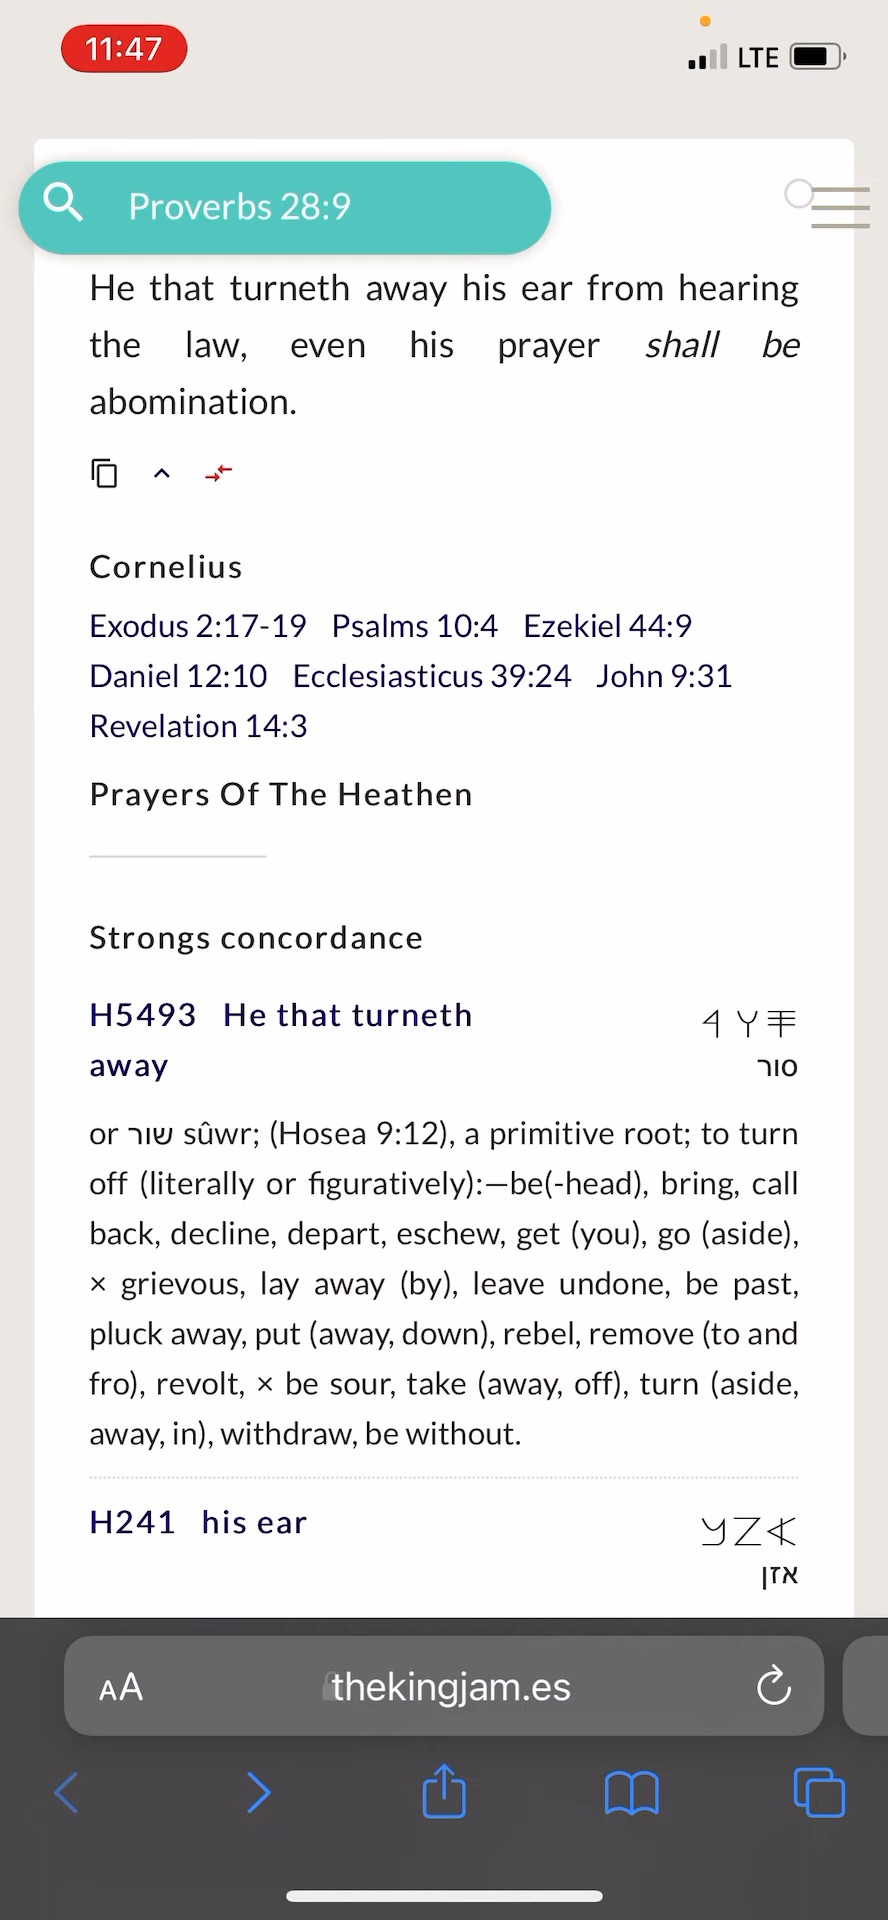 11:47
LTE
Proverbs 28:9
He that turneth away his ear from hearing
the law, even his prayer shall be
abomination.
Cornelius
Exodus 2:17-19 Psalms 10:4 Ezekiel 44:9
Daniel 12:10 Ecclesiasticus 39:24 John 9:31
Revelation 14:3
Prayers Of The Heathen
Strongs concordance
H5493 He that turneth
away
𐤎𐤅𐤓
סור
or שור sûwr; (Hosea 9:12), a primitive root; to turn
off (literally or figuratively):—be(-head), bring, call
back, decline, depart, eschew, get (you), go (aside),
× grievous, lay away (by), leave undone, be past,
pluck away, put (away, down), rebel, remove (to and
fro), revolt, × be sour, take (away, off), turn (aside,
away, in), withdraw, be without.
H241 his ear
𐤀𐤆𐤍
אזן
AA
thekingjam.es